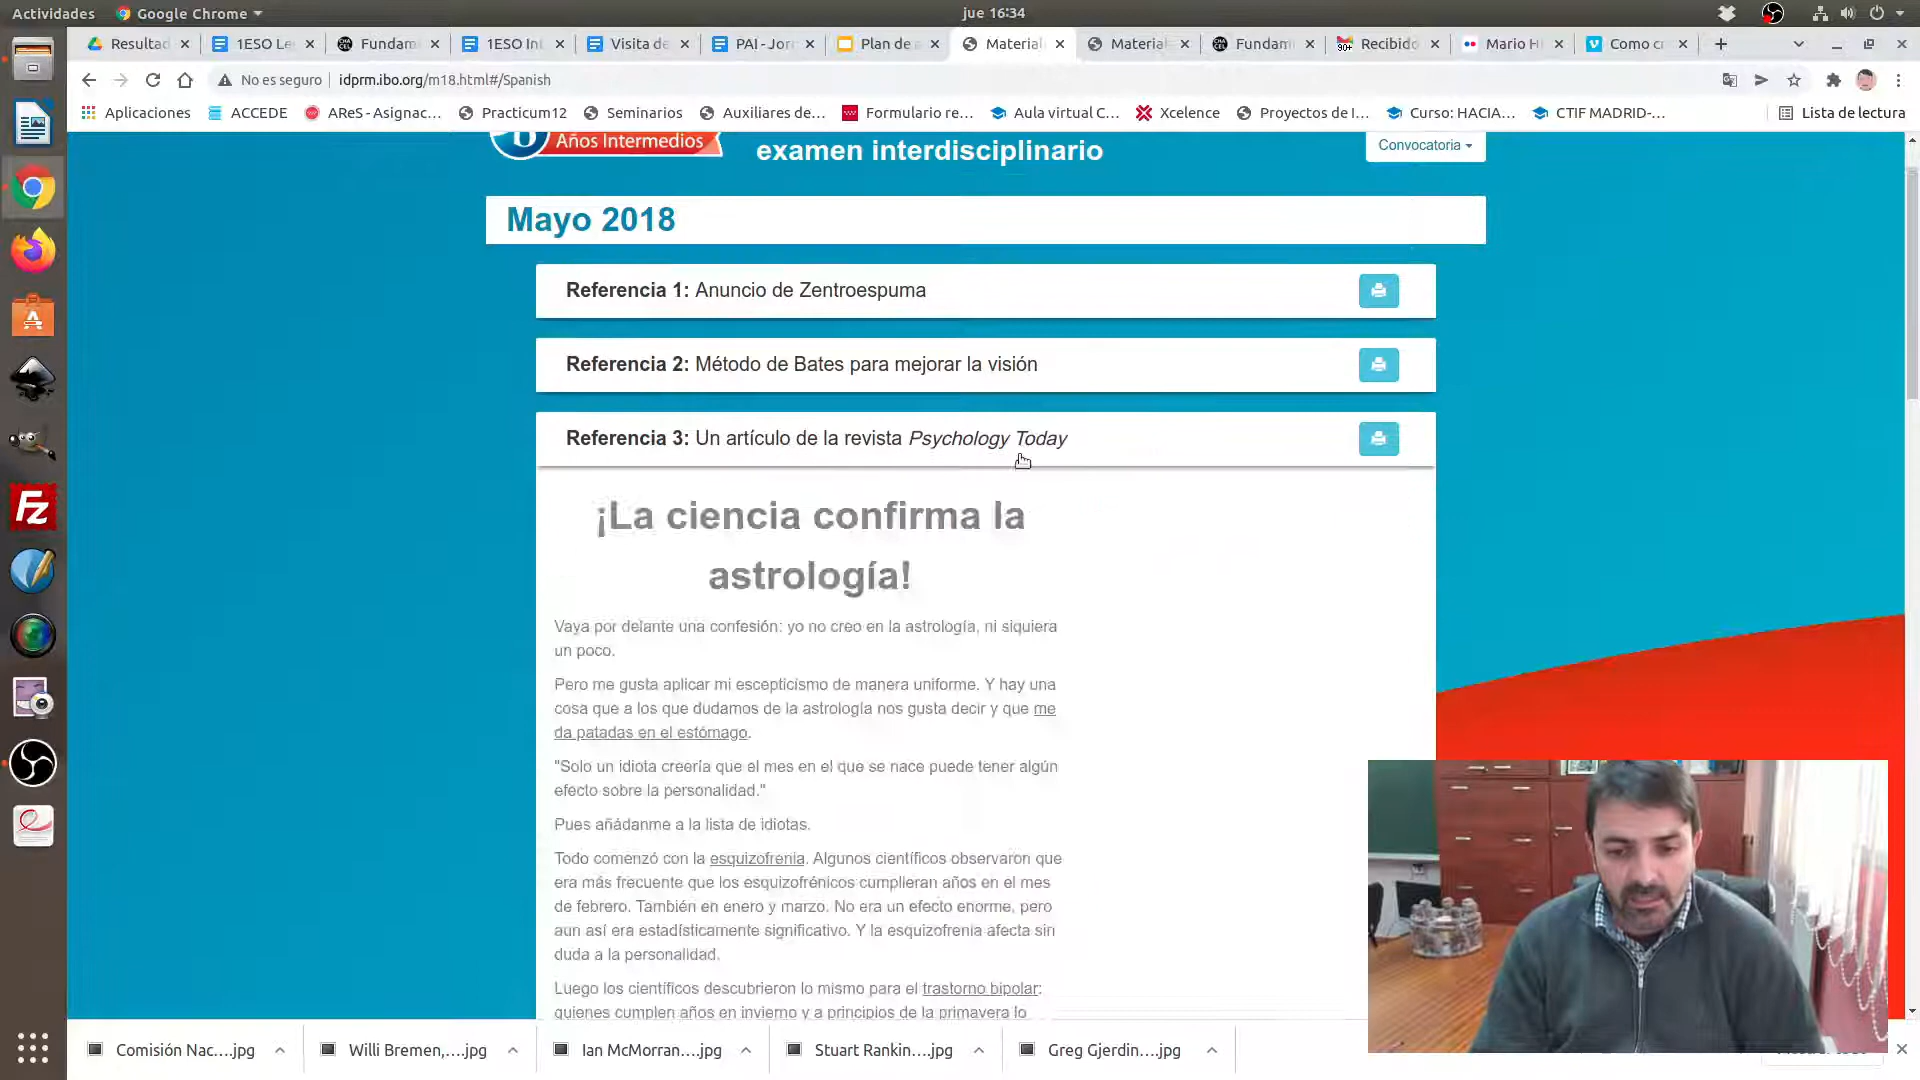 Actividades
Google Chrome
jue 16:34
Resultad
1ESO Le
Fundam
1ESO Int
Visita de
PAI - Jor
Plan de a
Material
Material
Fundam
Recibido
Mario H
Como c
No es seguro
idprm.ibo.org/m18.html#/Spanish
Aplicaciones
ACCEDE
AReS - Asignac...
Practicum12
Seminarios
Auxiliares de...
Formulario re...
Aula virtual C...
Xcelence
Proyectos de I...
Curso: HACIA...
CTIF MADRID-...
Lista de lectura
Años Intermedios
examen interdisciplinario
Convocatoria
Mayo 2018
Referencia 1: Anuncio de Zentroespuma
Referencia 2: Método de Bates para mejorar la visión
Referencia 3: Un artículo de la revista Psychology Today
¡La ciencia confirma la
astrología!
Vaya por delante una confesión: yo no creo en la astrología, ni siquiera
un poco.
Pero me gusta aplicar mi escepticismo de manera uniforme. Y hay una
cosa que a los que dudamos de la astrología nos gusta decir y que me
da patadas en el estómago.
"Solo un idiota creería que el mes en el que se nace puede tener algún
efecto sobre la personalidad."
Pues añádanme a la lista de idiotas.
Todo comenzó con la esquizofrenia. Algunos científicos observaron que
era más frecuente que los esquizofrénicos cumplieran años en el mes
de febrero. También en enero y marzo. No era un efecto enorme, pero
aun así era estadísticamente significativo. Y la esquizofrenia afecta sin
duda a la personalidad.
Luego los científicos descubrieron lo mismo para el trastorno bipolar:
quienes cumplen años en invierno y a principios de la primavera lo
Comisión Nac....jpg
Willi Bremen,....jpg
Ian McMorran....jpg
Stuart Rankin....jpg
Greg Gjerdin....jpg